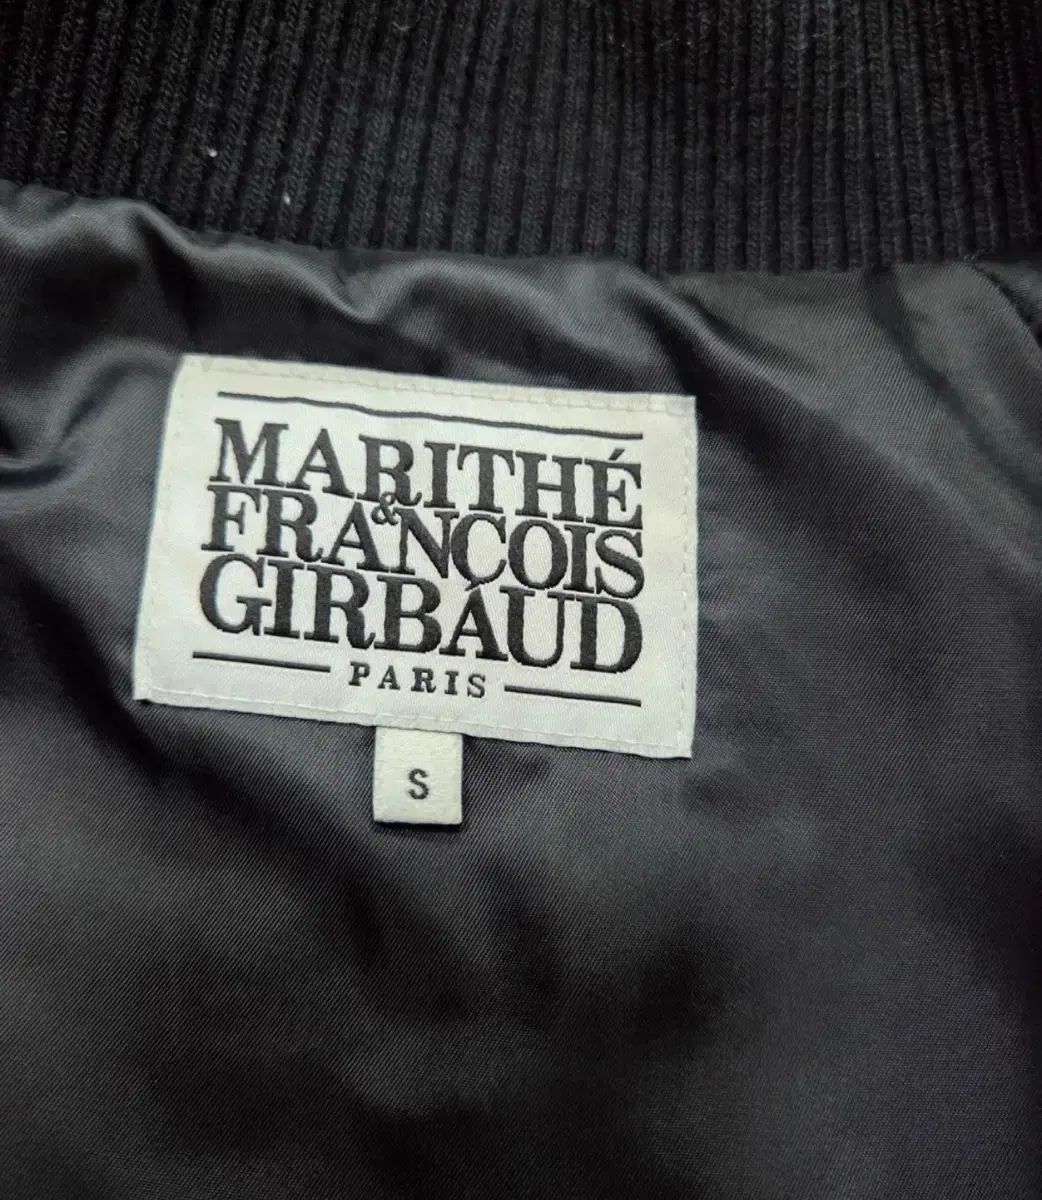 MARITHÉ
& FRANÇOIS
GIRBAUD
PARIS
S